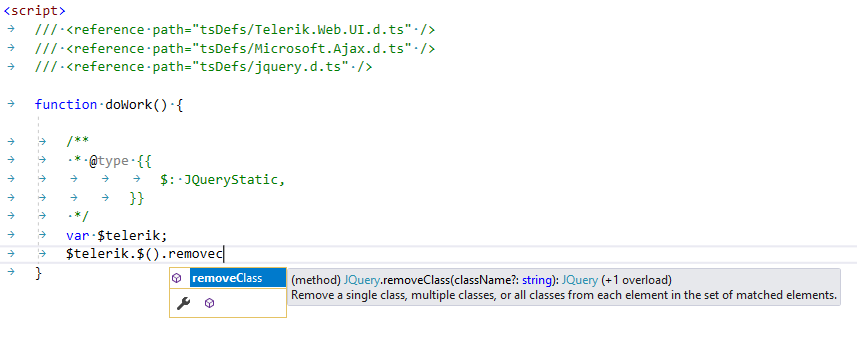 <script>
/// <reference path="tsDefs/Telerik.Web.UI.d.ts" />
/// <reference path="tsDefs/Microsoft.Ajax.d.ts" />
/// <reference path="tsDefs/jquery.d.ts" />
function doWork() {
/**
* @type {{
$: JQueryStatic,
}}
*/
var $telerik;
$telerik.$().removec
}
removeClass
(method) JQuery.removeClass(className?: string): JQuery (+1 overload)
Remove a single class, multiple classes, or all classes from each element in the set of matched elements.